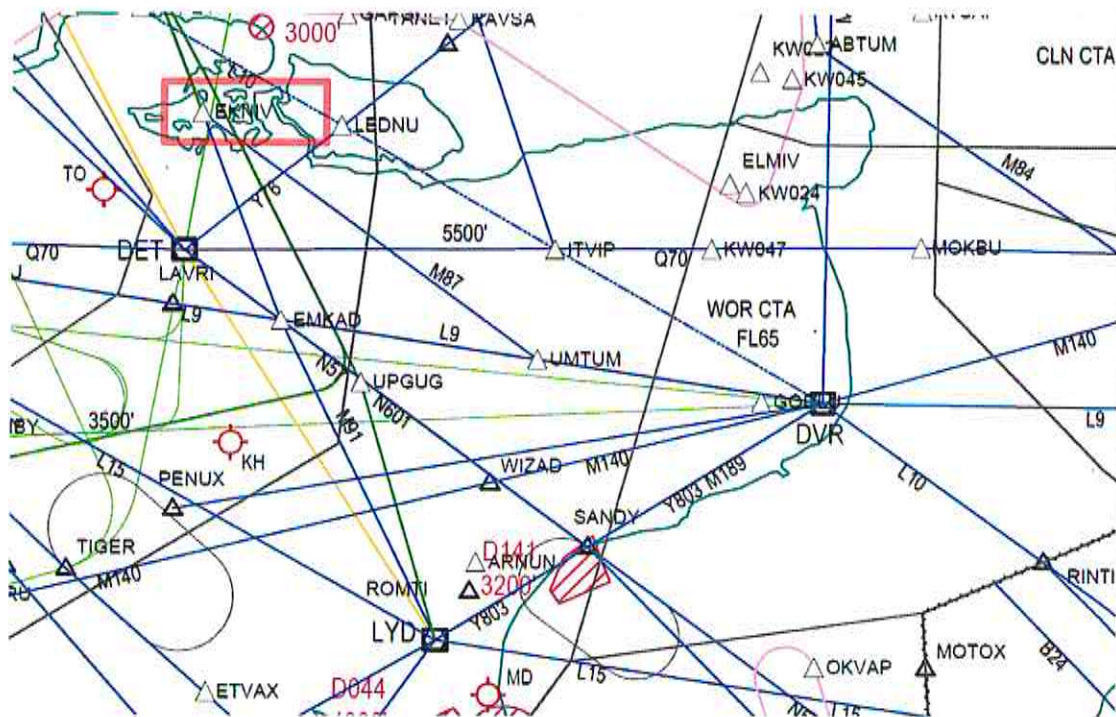 3000'
ABTUM
KW045
CLN CTA
L10
EKNIV
LEDNU
M84
ELMIV
KW024
TO
Q70
DET
5500'
ITVIP
Q70
KW047
MOKBU
LAVRI
L9
M87
WOR CTA
FL65
EMKAD
L9
UMTUM
M140
N57
UPGUG
N601
M91
3500'
DVR
L9
KH
L15
PENUX
WIZAD
M140
Y803 M189
L10
SANDY
TIGER
M140
D141
ARNUN
3200'
ROMTI
Y803
LYD
RINTI
B24
ETVAX
D044
MD
L15
OKVAP
MOTOX
L15